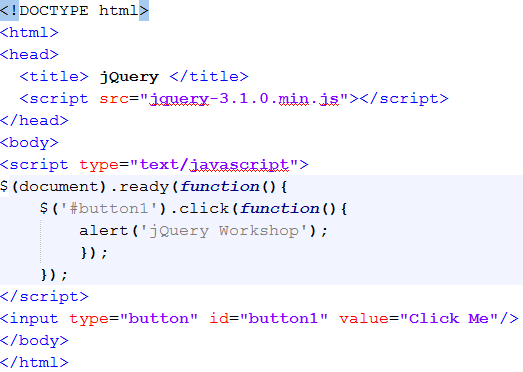 <!DOCTYPE html>
<html>
<head>
  <title> jQuery </title>
  <script src="jquery-3.1.0.min.js"></script>
</head>
<body>
<script type="text/javascript">
$(document).ready(function(){
    $('#button1').click(function(){
        alert('jQuery Workshop');
        });
    });
</script>
<input type="button" id="button1" value="Click Me"/>
</body>
</html>